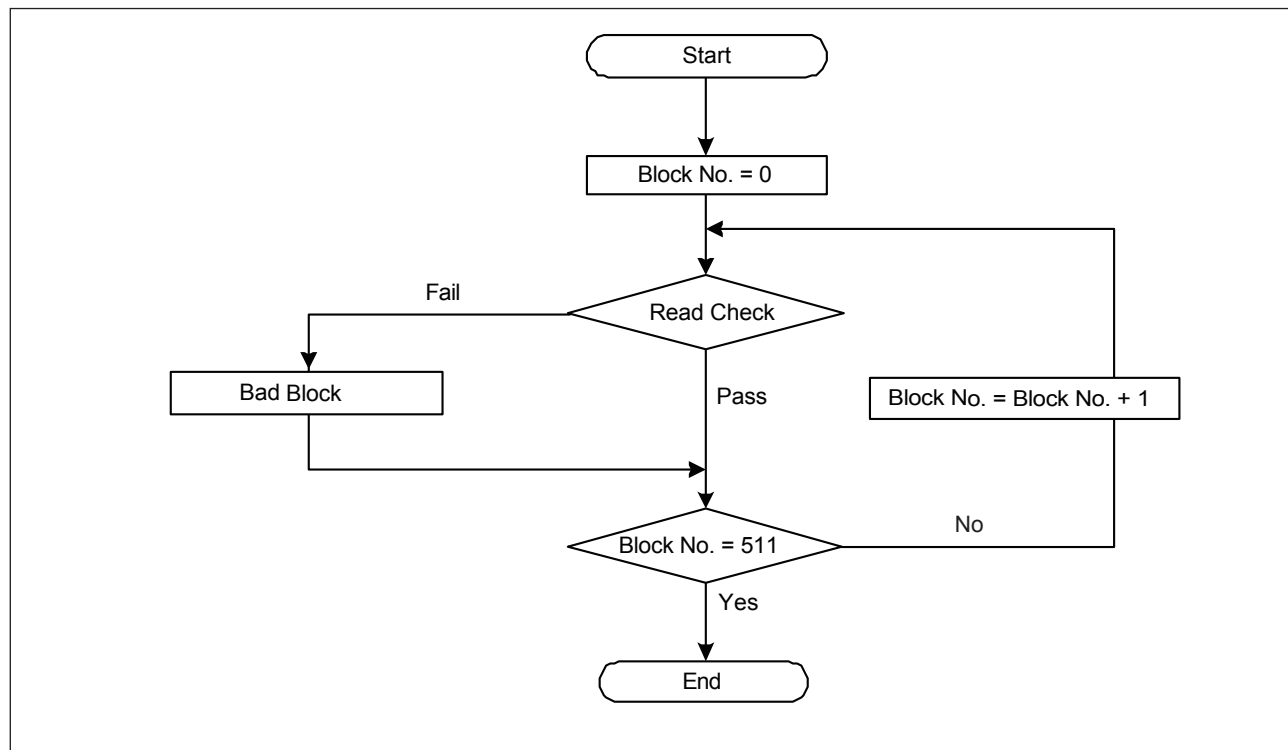 Start
Block No. = 0
Fail
Read Check
Bad Block
Pass
Block No. = Block No. + 1
Block No. = 511
No
Yes
End